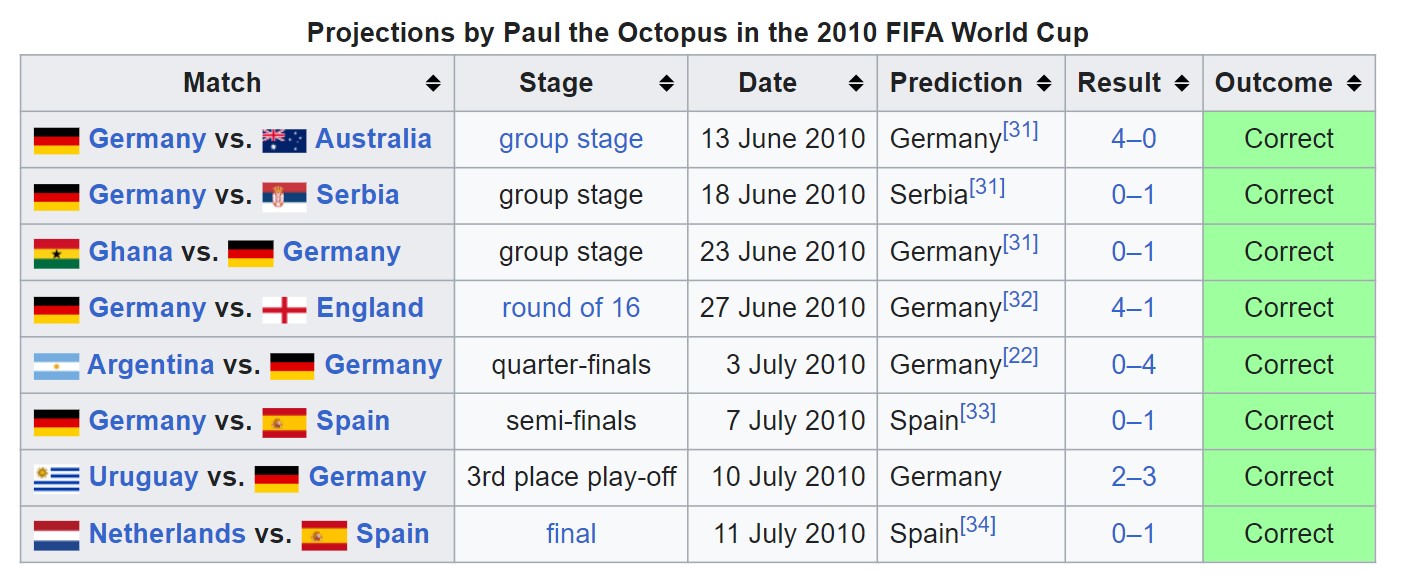 Projections by Paul the Octopus in the 2010 FIFA World Cup
Match Stage Date Prediction Result Outcome
Germany vs. Australia group stage 13 June 2010 Germany[31] 4–0 Correct
Germany vs. Serbia group stage 18 June 2010 Serbia[31] 0–1 Correct
Ghana vs. Germany group stage 23 June 2010 Germany[31] 0–1 Correct
Germany vs. England round of 16 27 June 2010 Germany[32] 4–1 Correct
Argentina vs. Germany quarter-finals 3 July 2010 Germany[22] 0–4 Correct
Germany vs. Spain semi-finals 7 July 2010 Spain[33] 0–1 Correct
Uruguay vs. Germany 3rd place play-off 10 July 2010 Germany 2–3 Correct
Netherlands vs. Spain final 11 July 2010 Spain[34] 0–1 Correct